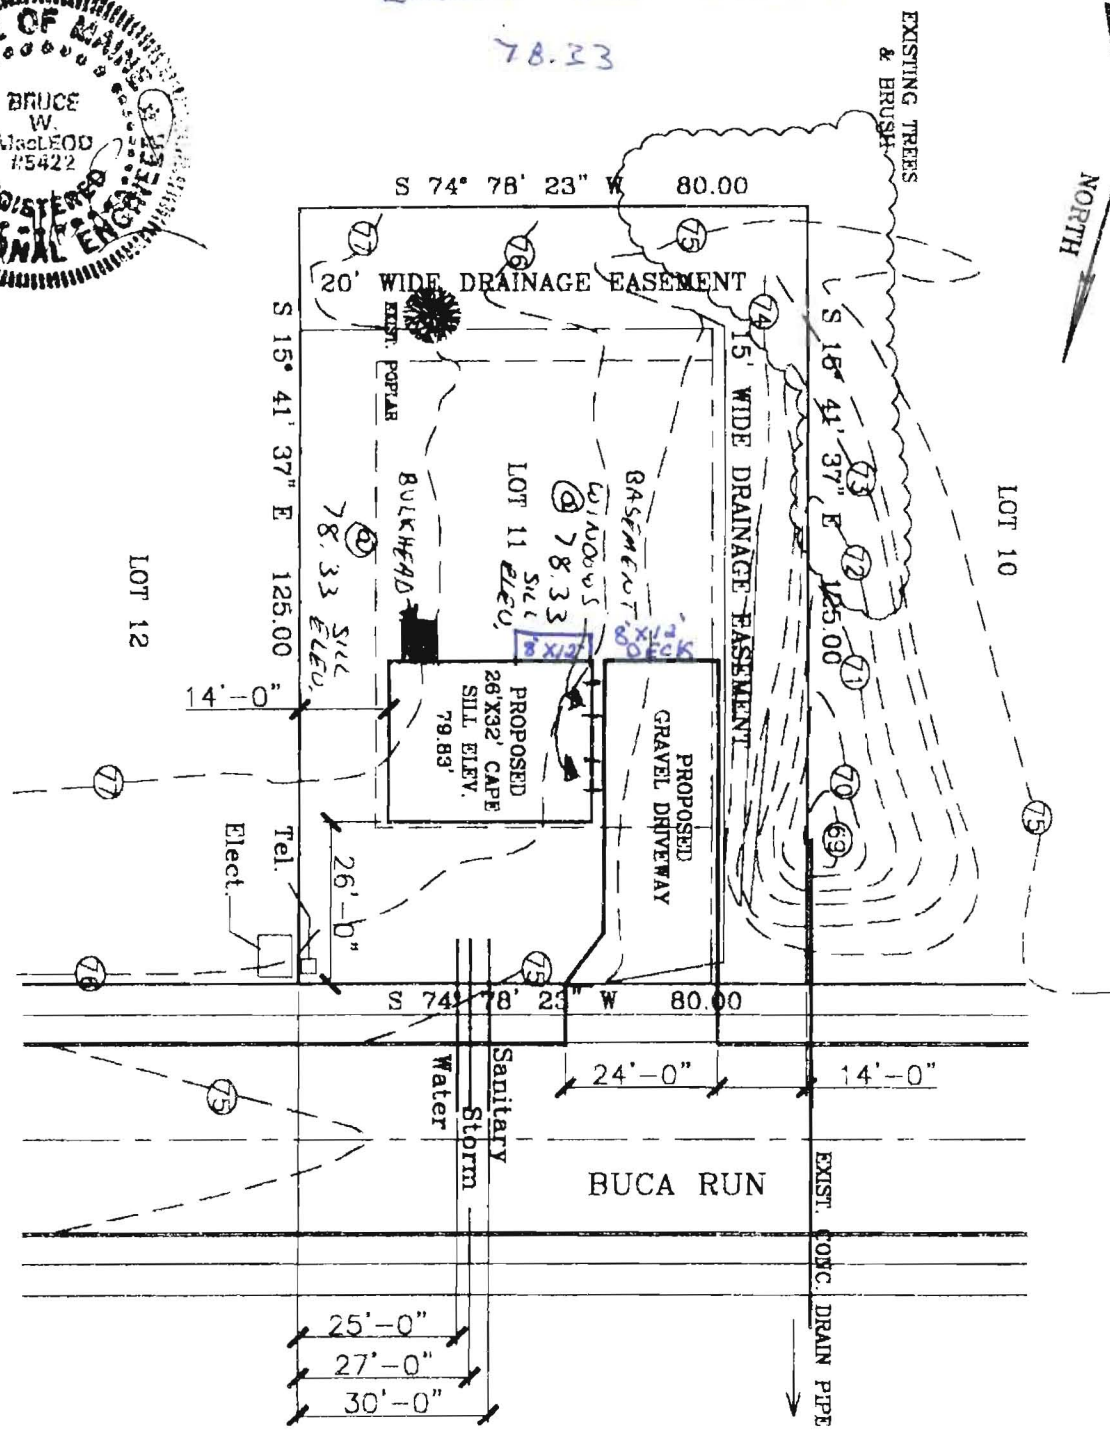 OF MAINE
BRUCE
W.
MacLEOD
#5422
REGISTERED
78.33
EXISTING TREES
& BRUSH
NORTH
S 74° 78' 23" W 80.00
77
76
75
20' WIDE DRAINAGE EASEMENT
74
EXIST. POPLAR
S 15° 41' 37" E 125.00
15' WIDE DRAINAGE EASEMENT
S 15° 41' 37" E 125.00
73
72
71
70
69
LOT 10
LOT 12
LOT 11
BULKHEAD
@
78.33 SILL
ELEV.
BASEMENT
WINDOWS
@ 78.33
SILL
ELEV.
8'X12'
8'X12'
DECK
14'-0"
PROPOSED
26'X32' CAPE
SILL ELEV.
79.83'
PROPOSED
GRAVEL DRIVEWAY
77
75
26'-0"
Tel.
Elect.
76
75
S 74° 78' 23" W 80.00
24'-0"
14'-0"
Sanitary
Storm
Water
75
BUCA RUN
EXIST. CONC. DRAIN PIPE
25'-0"
27'-0"
30'-0"